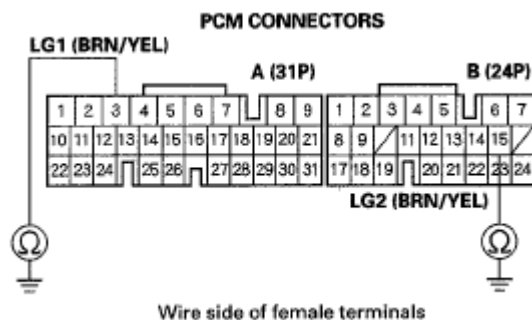 PCM CONNECTORS
LG1 (BRN/YEL)
A (31P) B (24P)
1 2 3 4 5 6 7 8 9 1 2 3 4 5 6 7
10 11 12 13 14 15 16 17 18 19 20 21 8 9 11 12 13 14 15
22 23 24 25 26 27 28 29 30 31 17 18 19 20 21 22 23 24
LG2 (BRN/YEL)
Ω Ω
Wire side of female terminals